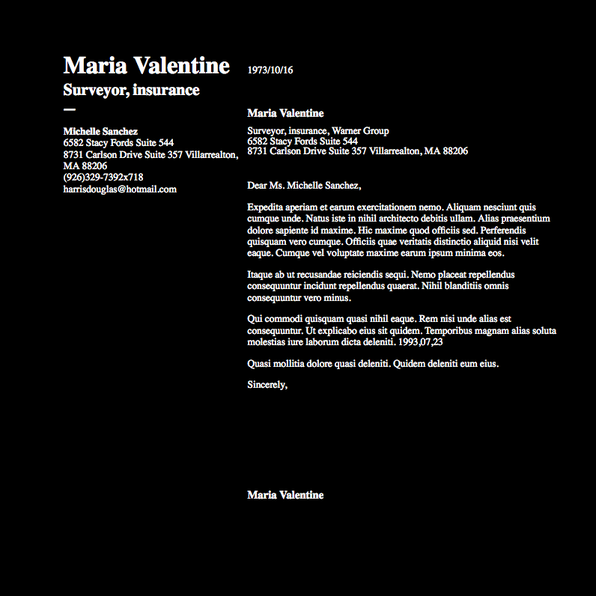 Maria Valentine
Surveyor, insurance
Michelle Sanchez
6582 Stacy Fords Suite 544
8731 Carlson Drive Suite 357 Villarrealton,
MA 88206
(926)329-7392x718
harrisdouglas@hotmail.com
1973/10/16
Maria Valentine
Surveyor, insurance, Warner Group
6582 Stacy Fords Suite 544
8731 Carlson Drive Suite 357 Villarrealton, MA 88206
Dear Ms. Michelle Sanchez,
Expedita aperiam et earum exercitationem nemo. Aliquam nesciunt quis
cumque unde. Natus iste in nihil architecto debitis ullam. Alias praesentium
dolore sapiente id maxime. Hic maxime quod officiis sed. Perferendis
quisquam vero cumque. Officiis quae veritatis distinctio aliquid nisi velit
eaque. Cumque vel voluptate maxime earum ipsum minima eos.
Itaque ab ut recusandae reiciendis sequi. Nemo placeat repellendus
consequuntur incidunt repellendus quaerat. Nihil blanditiis omnis
consequuntur vero minus.
Qui commodi quisquam quasi nihil eaque. Rem nisi unde alias est
consequuntur. Ut explicabo eius sit quidem. Temporibus magnam alias soluta
molestias iure laborum dicta deleniti. 1993,07,23
Quasi mollitia dolore quasi deleniti. Quidem deleniti eum eius.
Sincerely,
Maria Valentine